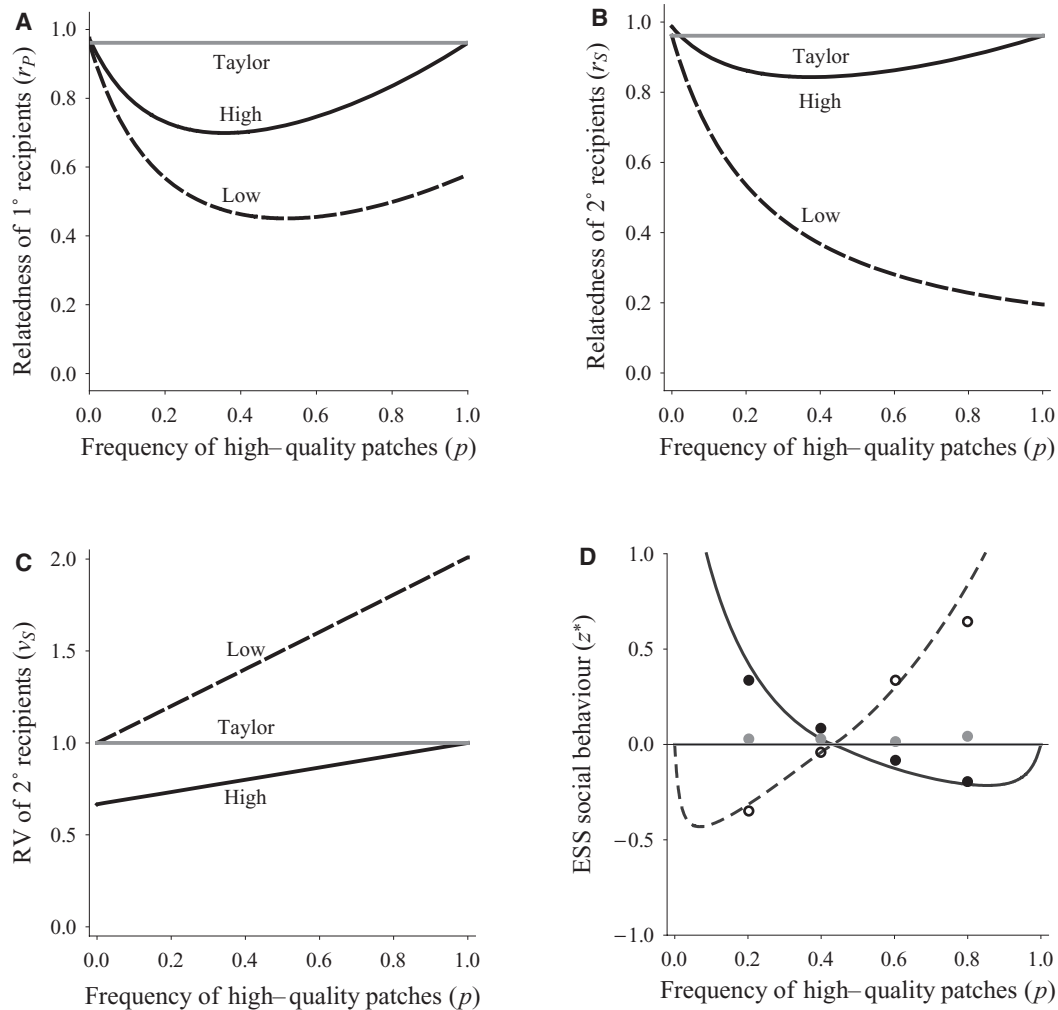 A
Relatedness of 1° recipients (rP)
1.0
0.8
0.6
0.4
0.2
0.0
Taylor
High
Low
0.0 0.2 0.4 0.6 0.8 1.0
Frequency of high–quality patches (p)
B
Relatedness of 2° recipients (rS)
1.0
0.8
0.6
0.4
0.2
0.0
Taylor
High
Low
0.0 0.2 0.4 0.6 0.8 1.0
Frequency of high–quality patches (p)
C
RV of 2° recipients (vS)
2.0
1.5
1.0
0.5
0.0
Low
Taylor
High
0.0 0.2 0.4 0.6 0.8 1.0
Frequency of high–quality patches (p)
D
ESS social behaviour (z*)
1.0
0.5
0.0
−0.5
−1.0
0.0 0.2 0.4 0.6 0.8 1.0
Frequency of high–quality patches (p)